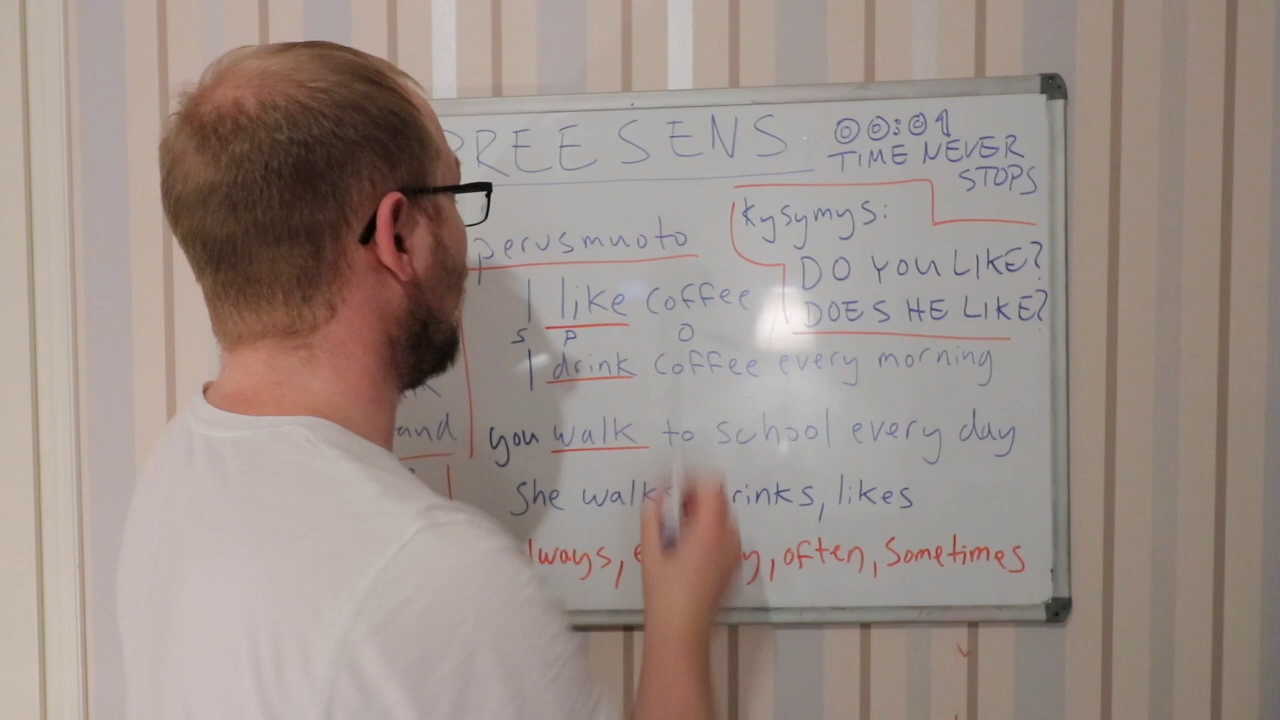 PREESENS
00:01
TIME NEVER
STOPS
kysymys:
DO YOU LIKE?
DOES HE LIKE?
perusmuoto
I like coffee
S P O
I drink coffee every morning
and
you walk to school every day
She walks, drinks, likes
often, Sometimes